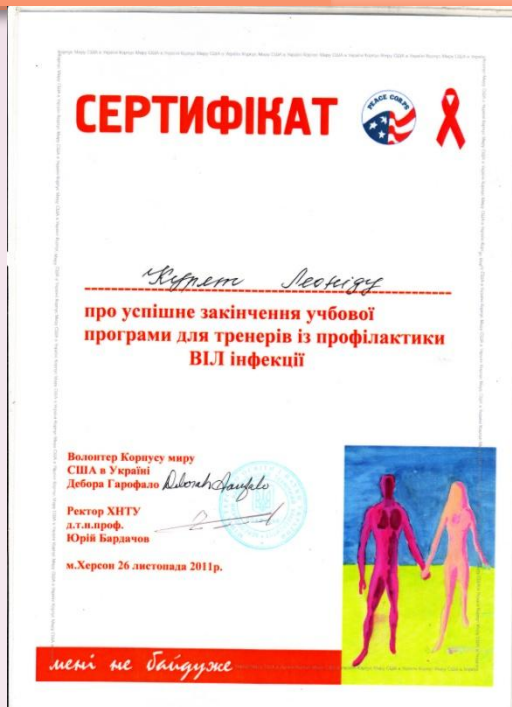 СЕРТИФІКАТ
PEACE CORPS
Леоніду
про успішне закінчення учбової
програми для тренерів із профілактики
ВІЛ інфекції
Волонтер Корпусу миру
США в Україні
Дебора Гарофало
Ректор ХНТУ
д.т.н.проф.
Юрій Бардачов
м.Херсон 26 листопада 2011р.
мені не байдуже